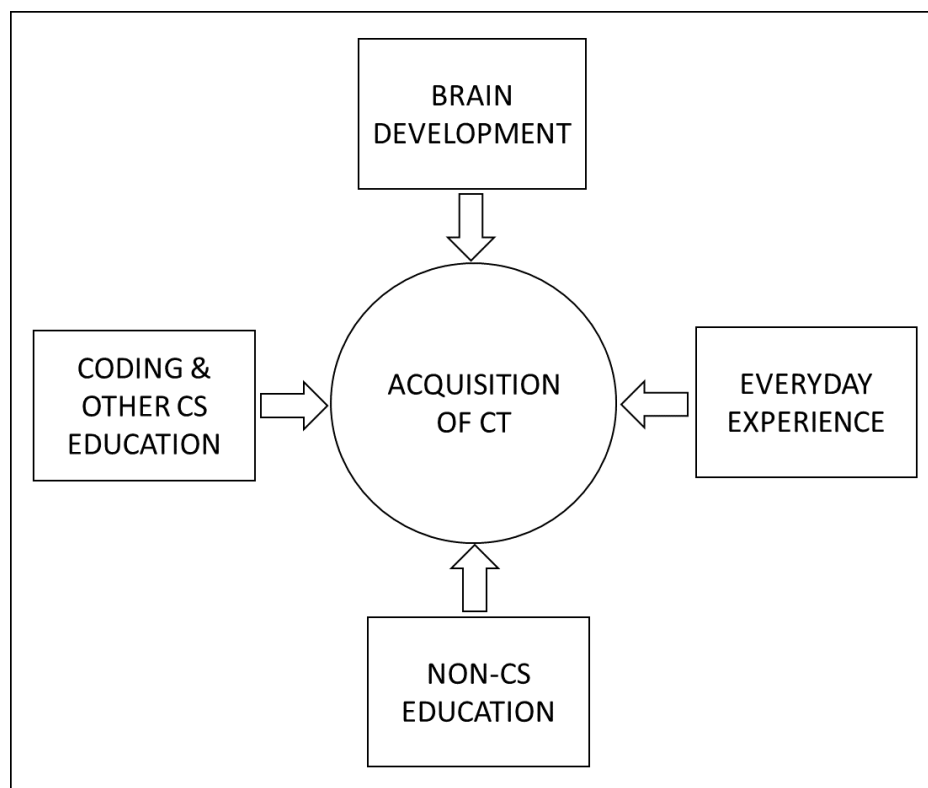 BRAIN
DEVELOPMENT
CODING &
OTHER CS
EDUCATION
ACQUISITION
OF CT
EVERYDAY
EXPERIENCE
NON-CS
EDUCATION